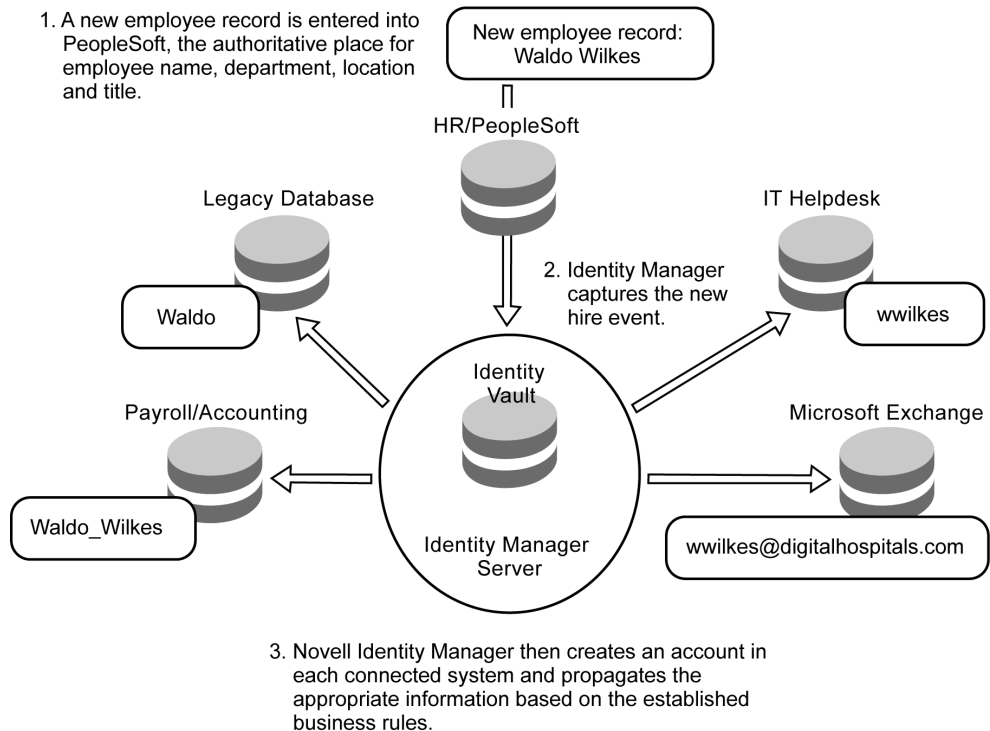 1. A new employee record is entered into
PeopleSoft, the authoritative place for
employee name, department, location
and title.
New employee record:
Waldo Wilkes
HR/PeopleSoft
Legacy Database
IT Helpdesk
2. Identity Manager
captures the new
hire event.
Waldo
wwilkes
Identity
Vault
Payroll/Accounting
Microsoft Exchange
Waldo_Wilkes
Identity Manager
Server
wwilkes@digitalhospitals.com
3. Novell Identity Manager then creates an account in
each connected system and propagates the
appropriate information based on the established
business rules.